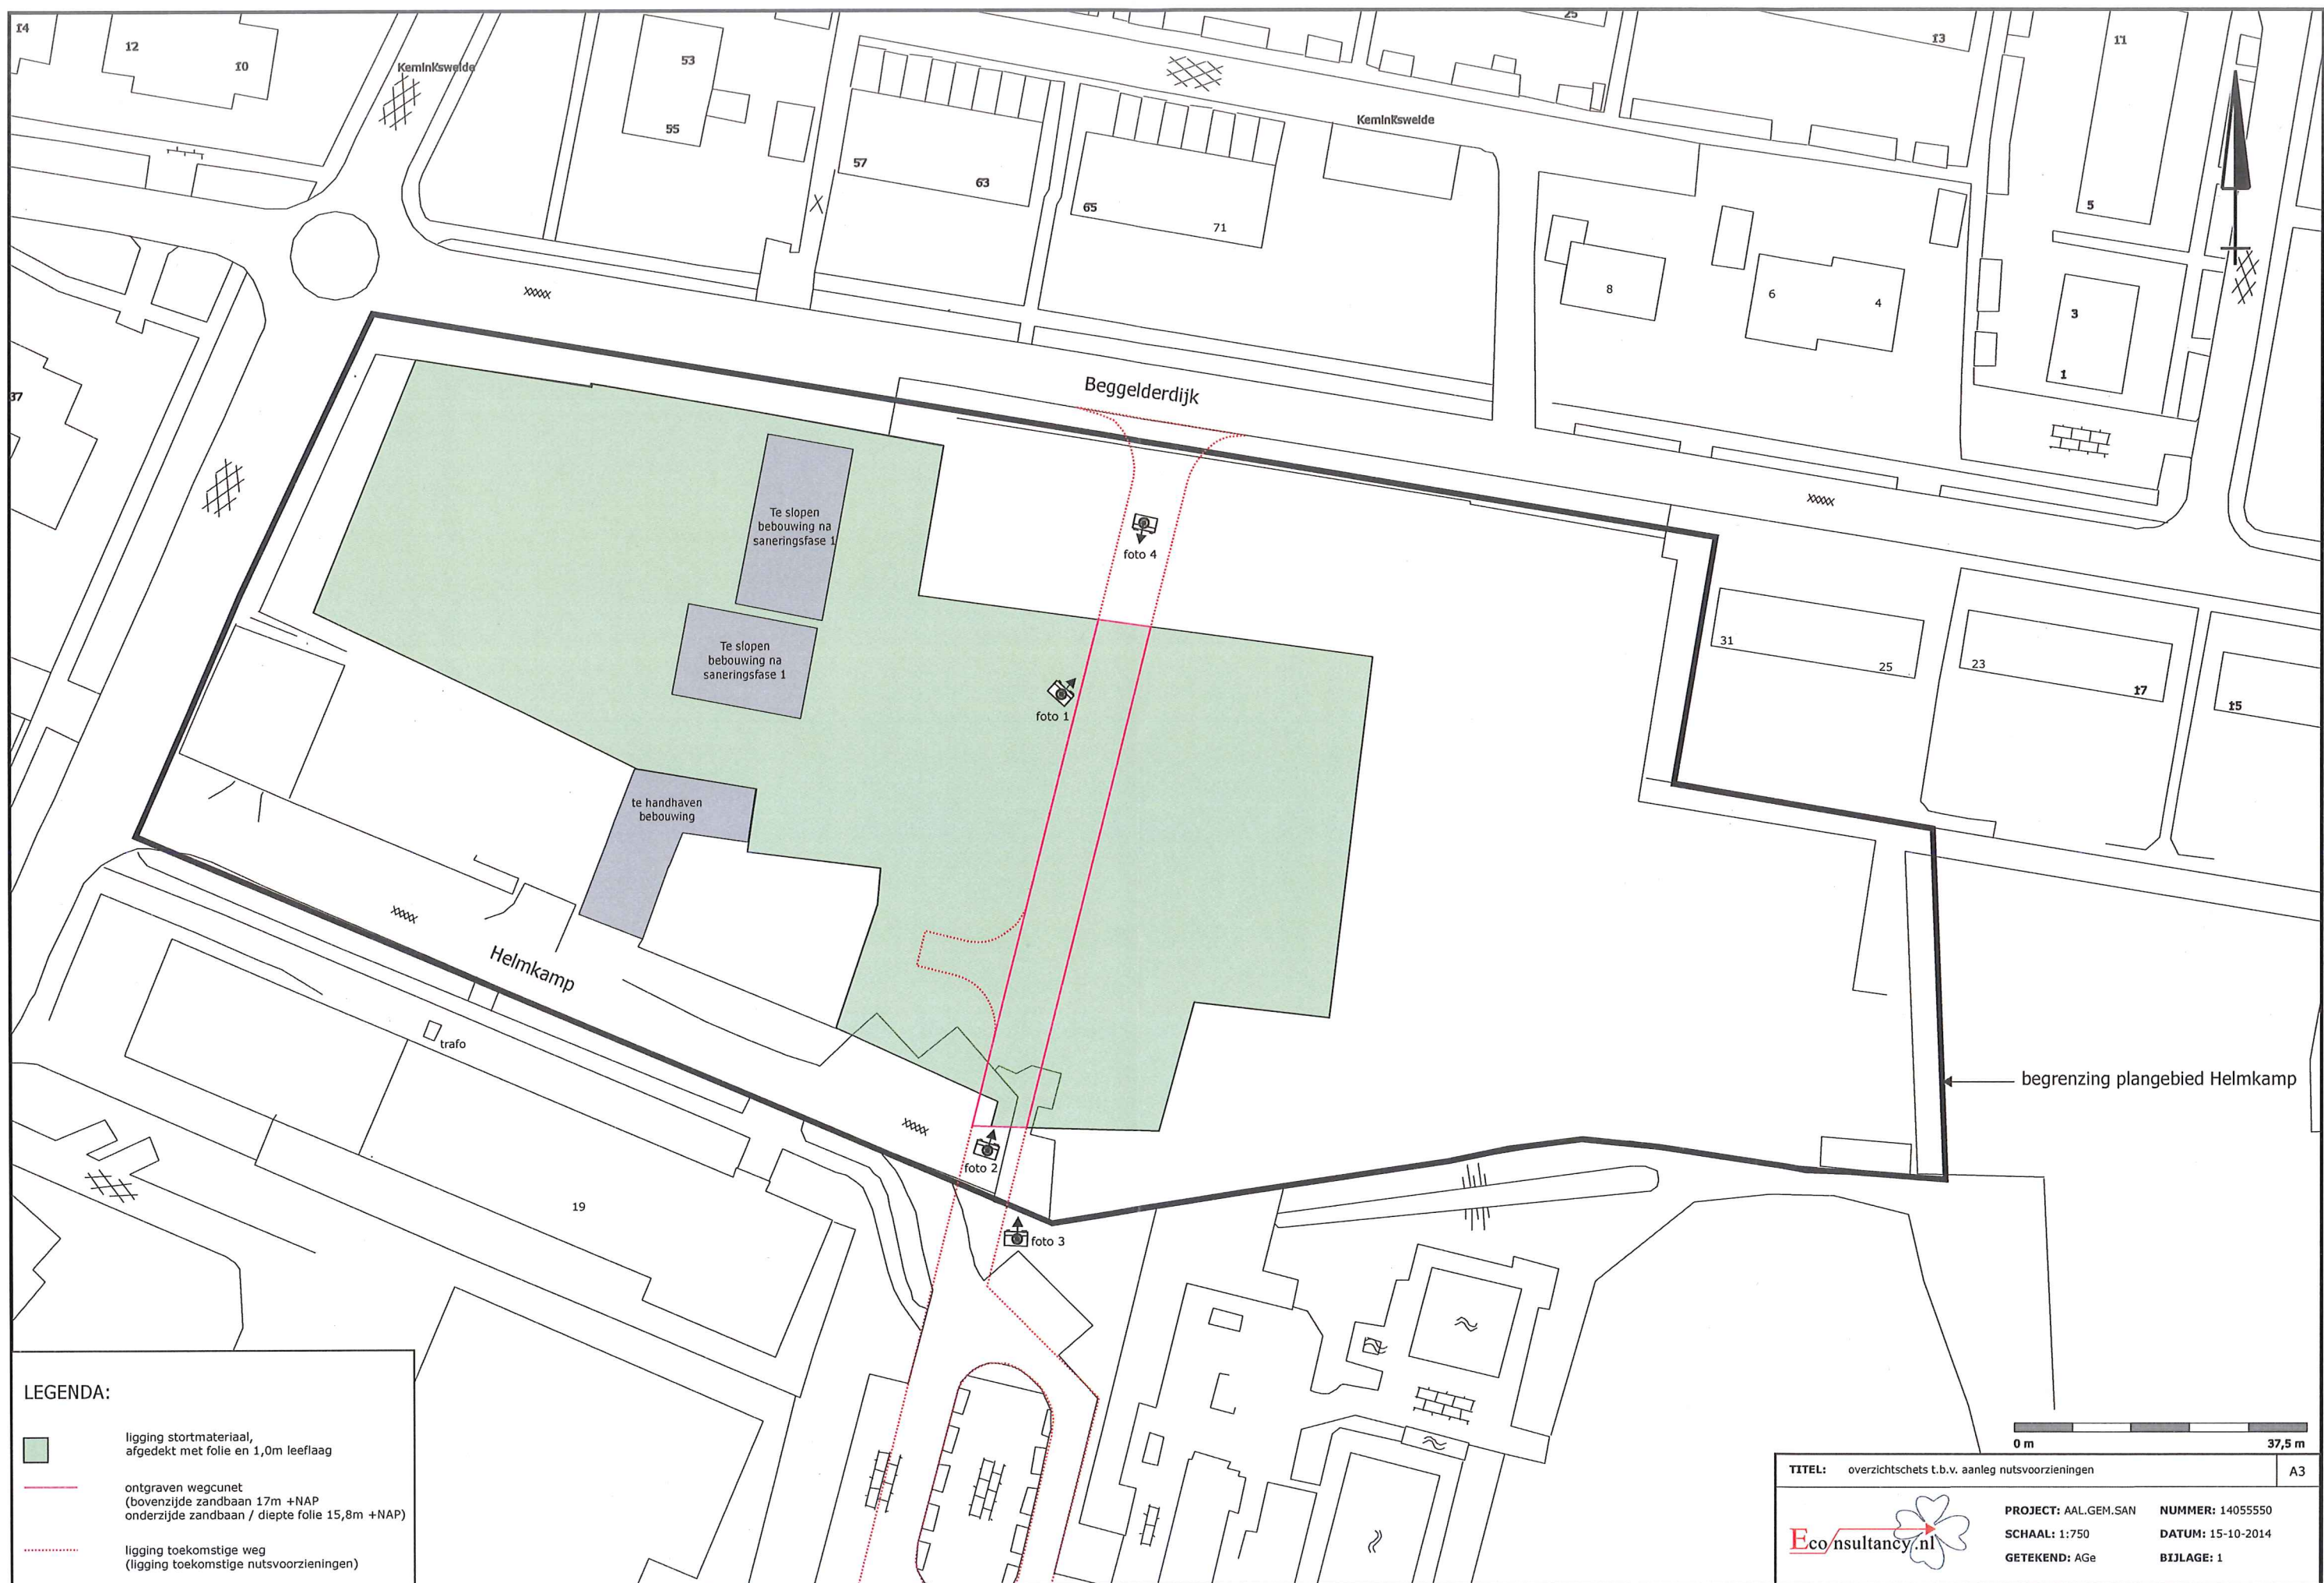 14
12
10
Keminkswelde
53
55
57
63
65
71
25
13
11
Keminkswelde
5
8
6
4
3
1
37
Beggelderdijk
Te slopen
bebouwing na
saneringsfase 1
foto 4
Te slopen
bebouwing na
saneringsfase 1
foto 1
31
25
23
17
15
te handhaven
bebouwing
Helmkamp
trafo
begrenzing plangebied Helmkamp
foto 2
19
foto 3
LEGENDA:
ligging stortmateriaal,
afgedekt met folie en 1,0m leeflaag
ontgraven wegcunet
(bovenzijde zandbaan 17m +NAP
onderzijde zandbaan / diepte folie 15,8m +NAP)
ligging toekomstige weg
(ligging toekomstige nutsvoorzieningen)
0 m
37,5 m
TITEL: overzichtschets t.b.v. aanleg nutsvoorzieningen
A3
Econsultancy.nl
PROJECT: AAL.GEM.SAN NUMMER: 14055550
SCHAAL: 1:750 DATUM: 15-10-2014
GETEKEND: AGe BIJLAGE: 1